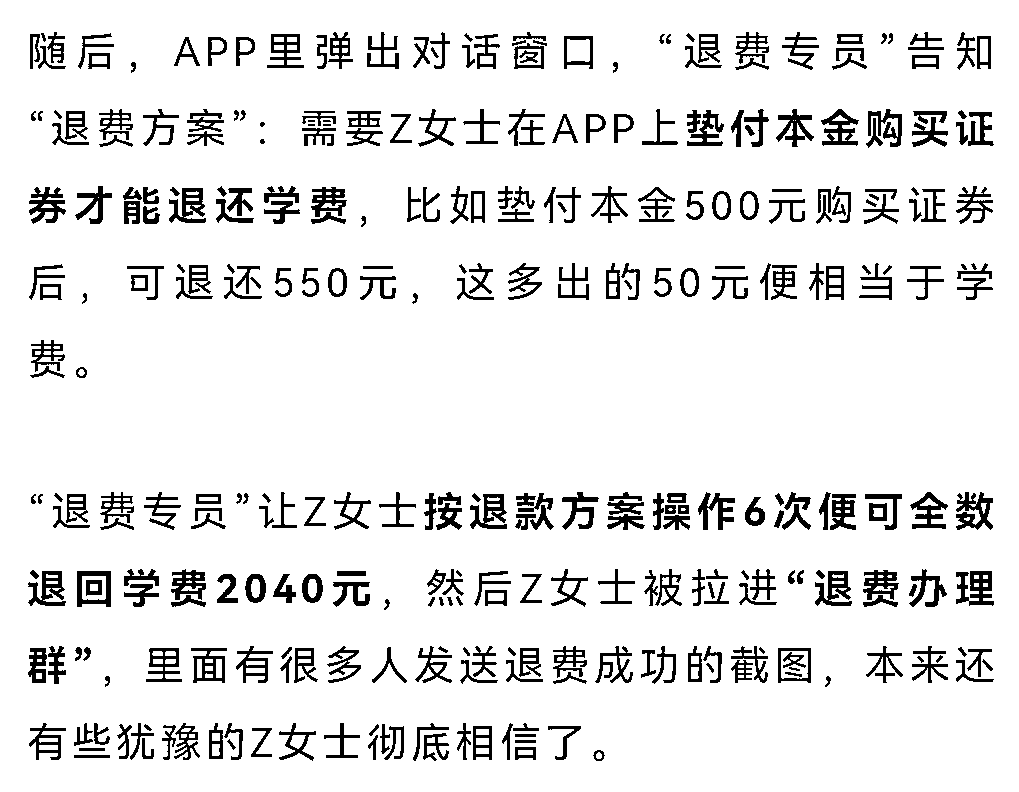 随后，APP里弹出对话窗口，“退费专员”告知
“退费方案”：需要Z女士在APP上垫付本金购买证
券才能退还学费，比如垫付本金500元购买证券
后，可退还550元，这多出的50元便相当于学
费。
“退费专员”让Z女士按退款方案操作6次便可全数
退回学费2040元，然后Z女士被拉进“退费办理
群”，里面有很多人发送退费成功的截图，本来还
有些犹豫的Z女士彻底相信了。